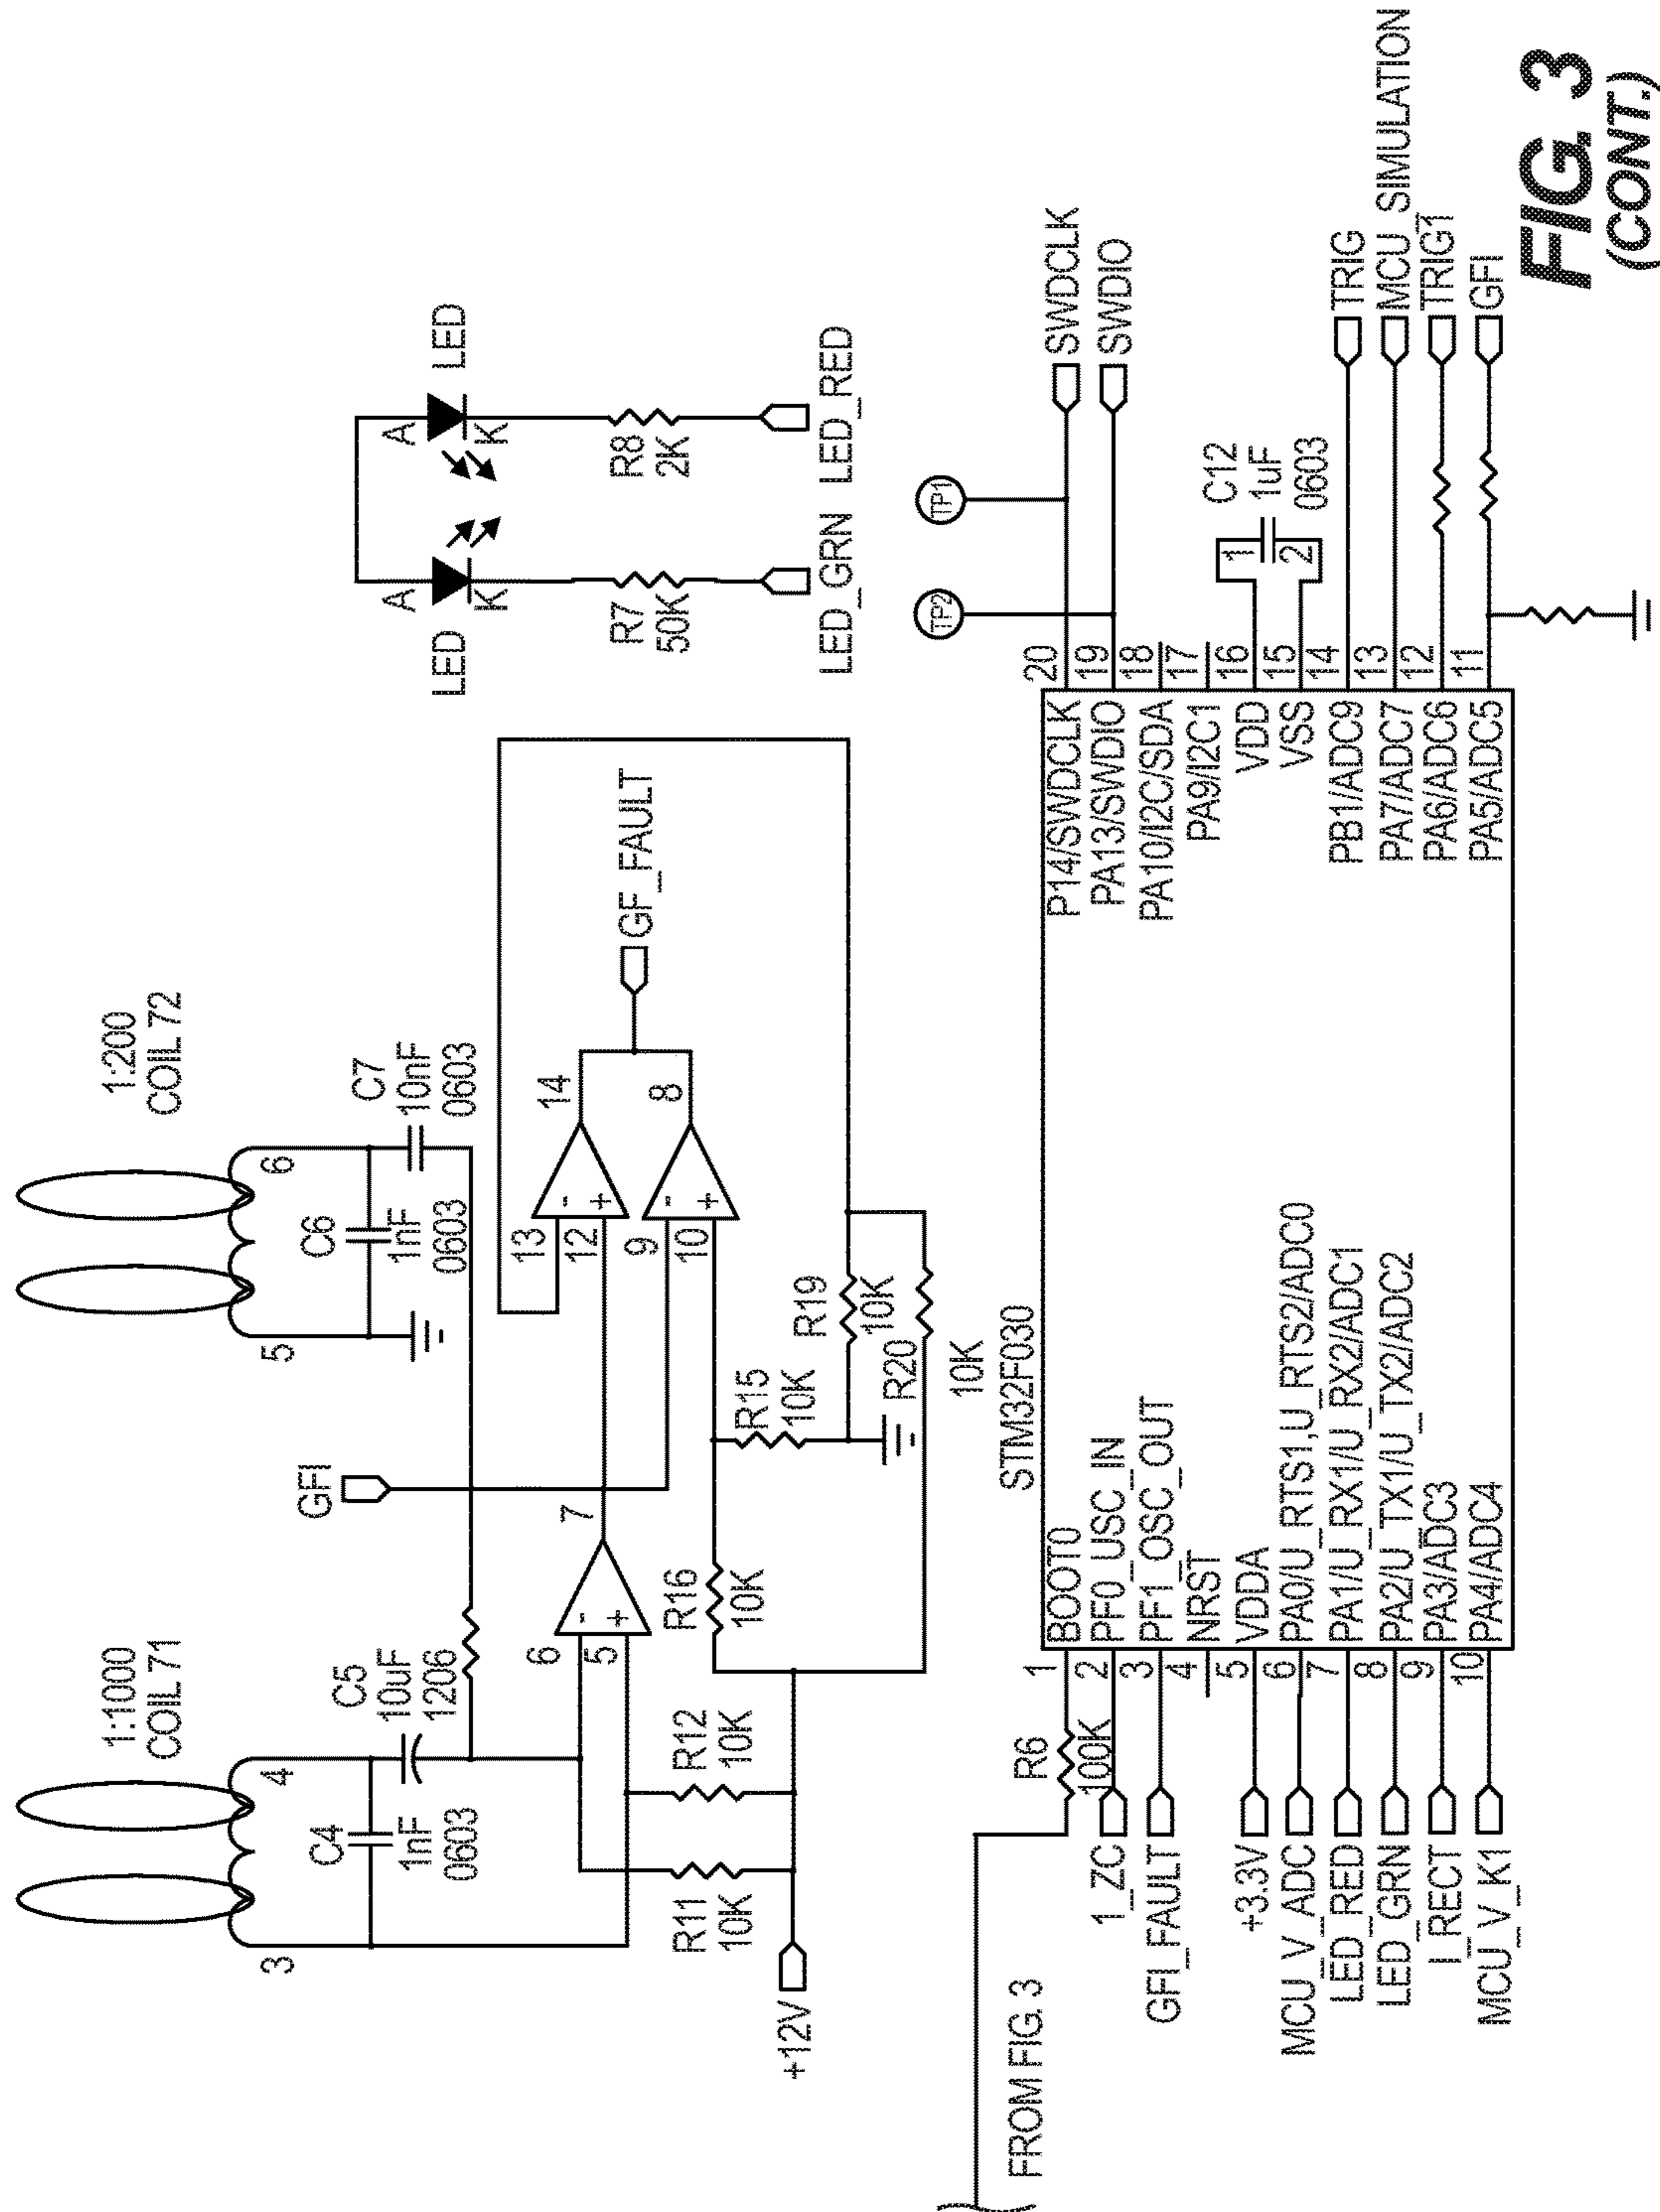 1:1000
COIL 71
3
4
C4
1nF
0603
C5
10uF
1206
1:200
COIL 72
5
6
C6
1nF
0603
C7
10nF
0603
GFI
6
5
-
+
7
R11
10K
R12
10K
+12V
R16
10K
R15
10K
R19
10K
R20
10K
13
12
-
+
14
9
10
-
+
8
GF_FAULT
LED
A
K
A
K
LED
R7
50K
R8
2K
LED_GRN
LED_RED
FROM FIG. 3
R6
100K
1_ZC
GFI_FAULT
+3.3V
MCU_V_ADC
LED_RED
LED_GRN
I_RECT
MCU_V_K1
STM32F030
1 BOOT0
2 PF0_USC_IN
3 PF1_OSC_OUT
4 NRST
5 VDDA
6 PA0/U_RTS1,U_RTS2/ADC0
7 PA1/U_RX1/U_RX2/ADC1
8 PA2/U_TX1/U_TX2/ADC2
9 PA3/ADC3
10 PA4/ADC4
P14/SWDCLK 20
PA13/SWDIO 19
PA10/I2C/SDA 18
PA9/I2C1 17
VDD 16
VSS 15
PB1/ADC9 14
PA7/ADC7 13
PA6/ADC6 12
PA5/ADC5 11
TP2
TP1
SWDCLK
SWDIO
1
2
C12
1uF
0603
TRIG
MCU_SIMULATION
TRIG1
GFI
FIG. 3
(CONT.)